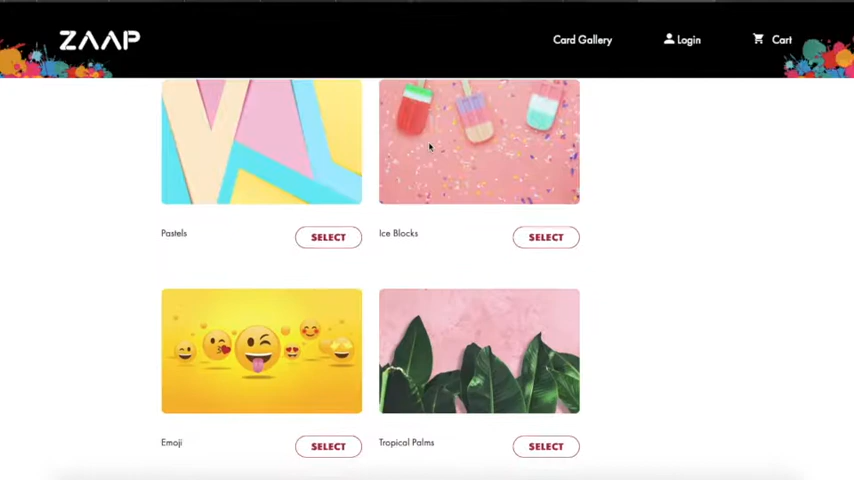 ZAAP
Card Gallery
Login
Cart
Pastels
SELECT
Ice Blocks
SELECT
Emoji
SELECT
Tropical Palms
SELECT